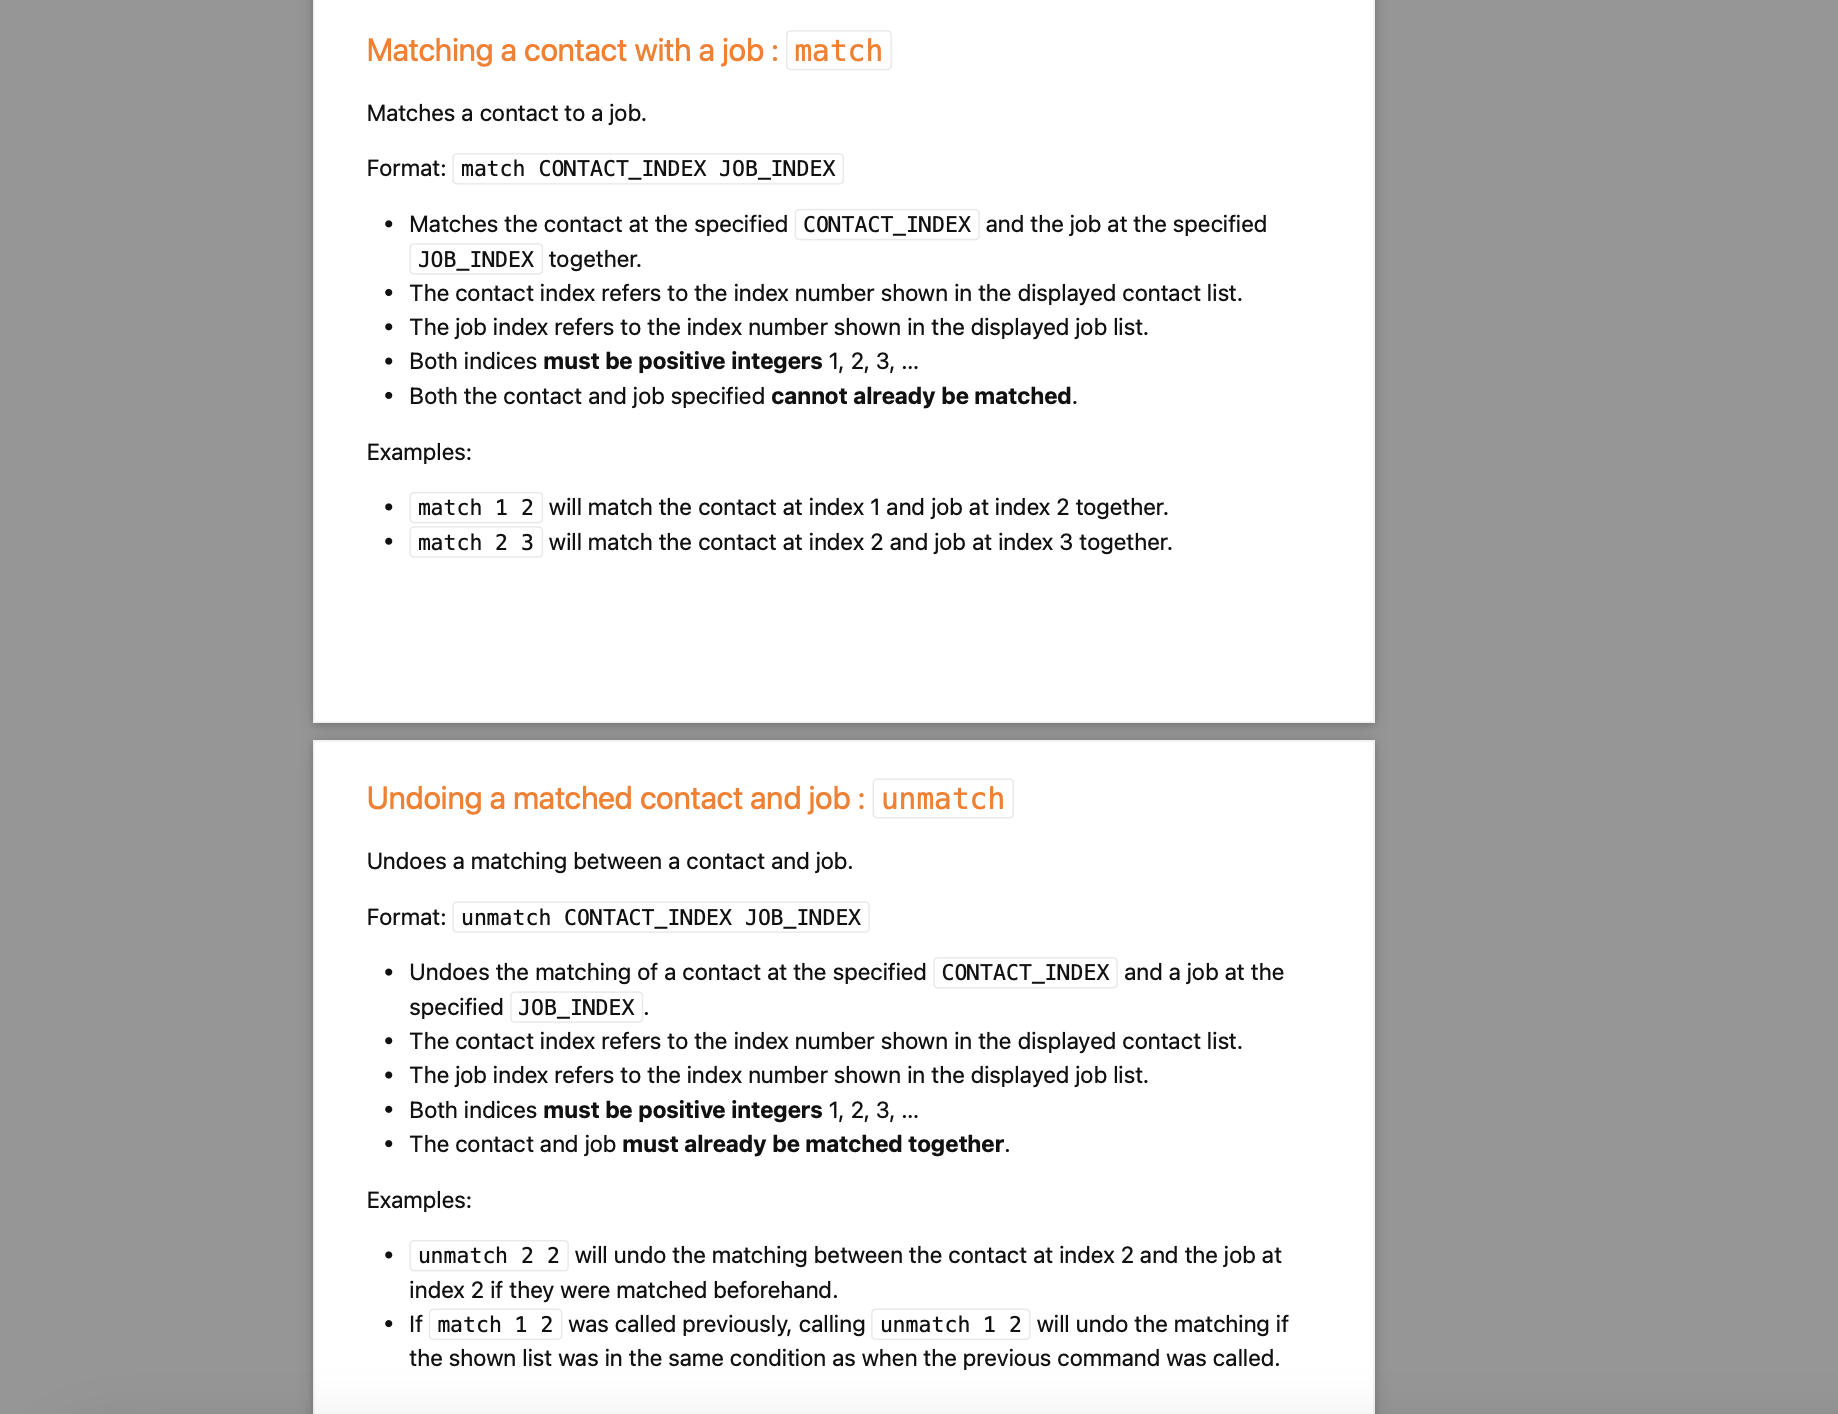 Matching a contact with a job : match
Matches a contact to a job.
Format: match CONTACT_INDEX JOB_INDEX
• Matches the contact at the specified CONTACT_INDEX and the job at the specified
JOB_INDEX together.
• The contact index refers to the index number shown in the displayed contact list.
• The job index refers to the index number shown in the displayed job list.
• Both indices must be positive integers 1, 2, 3, ...
• Both the contact and job specified cannot already be matched.
Examples:
• match 1 2 will match the contact at index 1 and job at index 2 together.
• match 2 3 will match the contact at index 2 and job at index 3 together.
Undoing a matched contact and job : unmatch
Undoes a matching between a contact and job.
Format: unmatch CONTACT_INDEX JOB_INDEX
• Undoes the matching of a contact at the specified CONTACT_INDEX and a job at the
specified JOB_INDEX.
• The contact index refers to the index number shown in the displayed contact list.
• The job index refers to the index number shown in the displayed job list.
• Both indices must be positive integers 1, 2, 3, ...
• The contact and job must already be matched together.
Examples:
• unmatch 2 2 will undo the matching between the contact at index 2 and the job at
index 2 if they were matched beforehand.
• If match 1 2 was called previously, calling unmatch 1 2 will undo the matching if
the shown list was in the same condition as when the previous command was called.